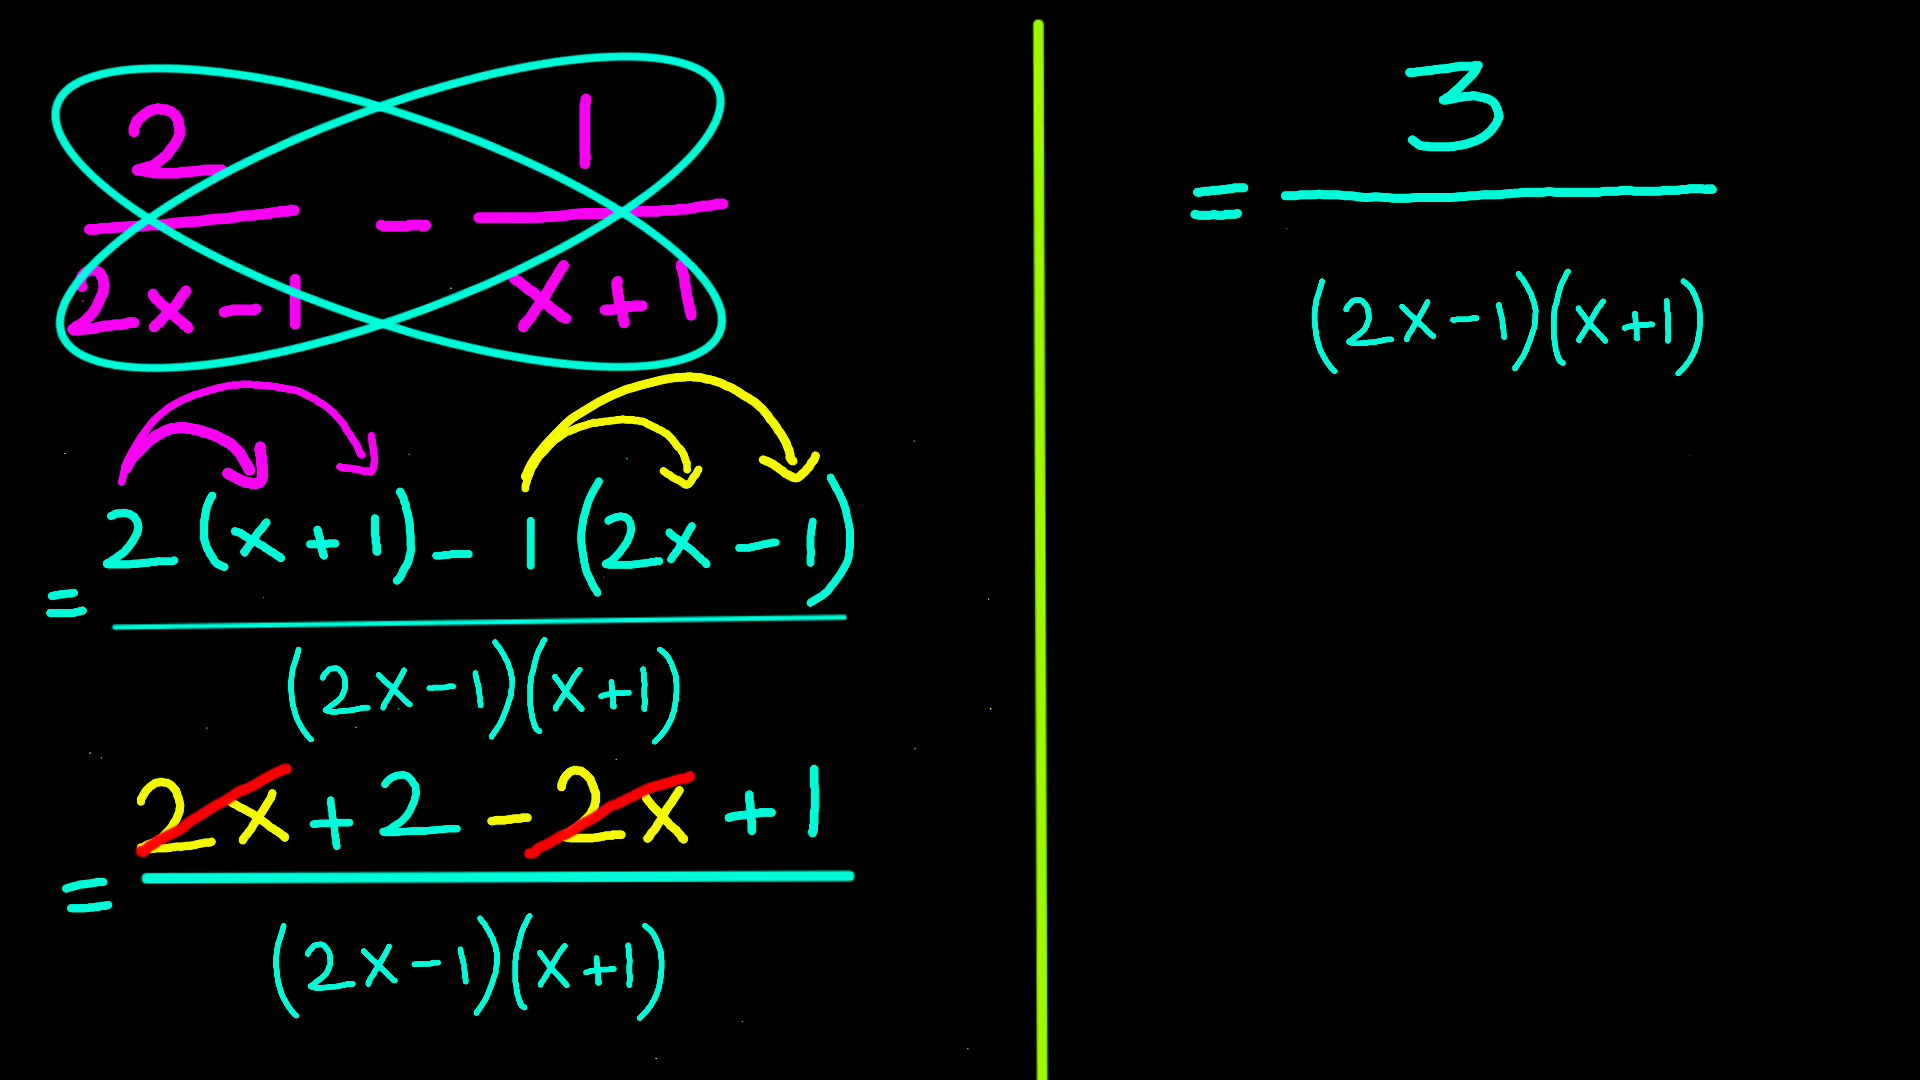 2/(2x-1) - 1/(x+1)
= (2(x+1) - 1(2x-1))/((2x-1)(x+1))
= (2x+2-2x+1)/((2x-1)(x+1))
= 3/((2x-1)(x+1))